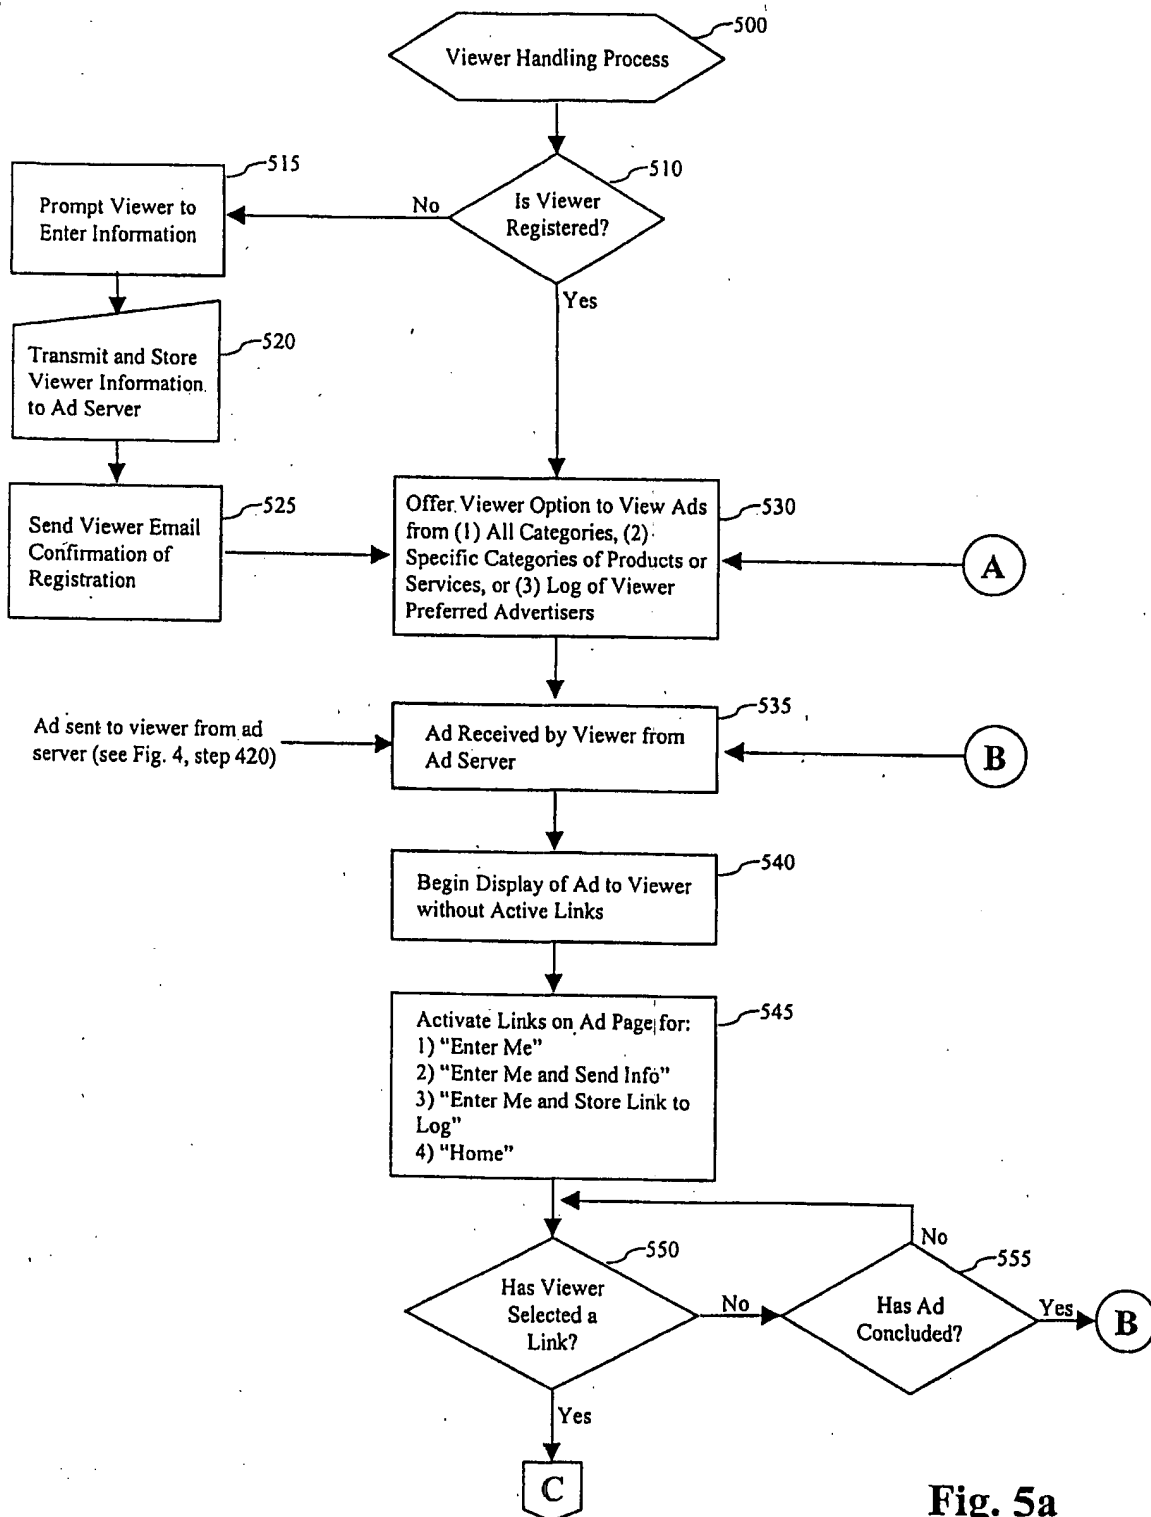 500
Viewer Handling Process
515
510
Prompt Viewer to
Enter Information
No
Is Viewer
Registered?
Yes
520
Transmit and Store
Viewer Information
to Ad Server
525
Send Viewer Email
Confirmation of
Registration
530
Offer Viewer Option to View Ads
from (1) All Categories, (2)
Specific Categories of Products or
Services, or (3) Log of Viewer
Preferred Advertisers
A
535
Ad sent to viewer from ad
server (see Fig. 4, step 420)
Ad Received by Viewer from
Ad Server
B
540
Begin Display of Ad to Viewer
without Active Links
545
Activate Links on Ad Page for:
1) “Enter Me”
2) “Enter Me and Send Info”
3) “Enter Me and Store Link to
Log”
4) “Home”
550
Has Viewer
Selected a
Link?
No
No
555
Has Ad
Concluded?
Yes
B
Yes
C
Fig. 5a